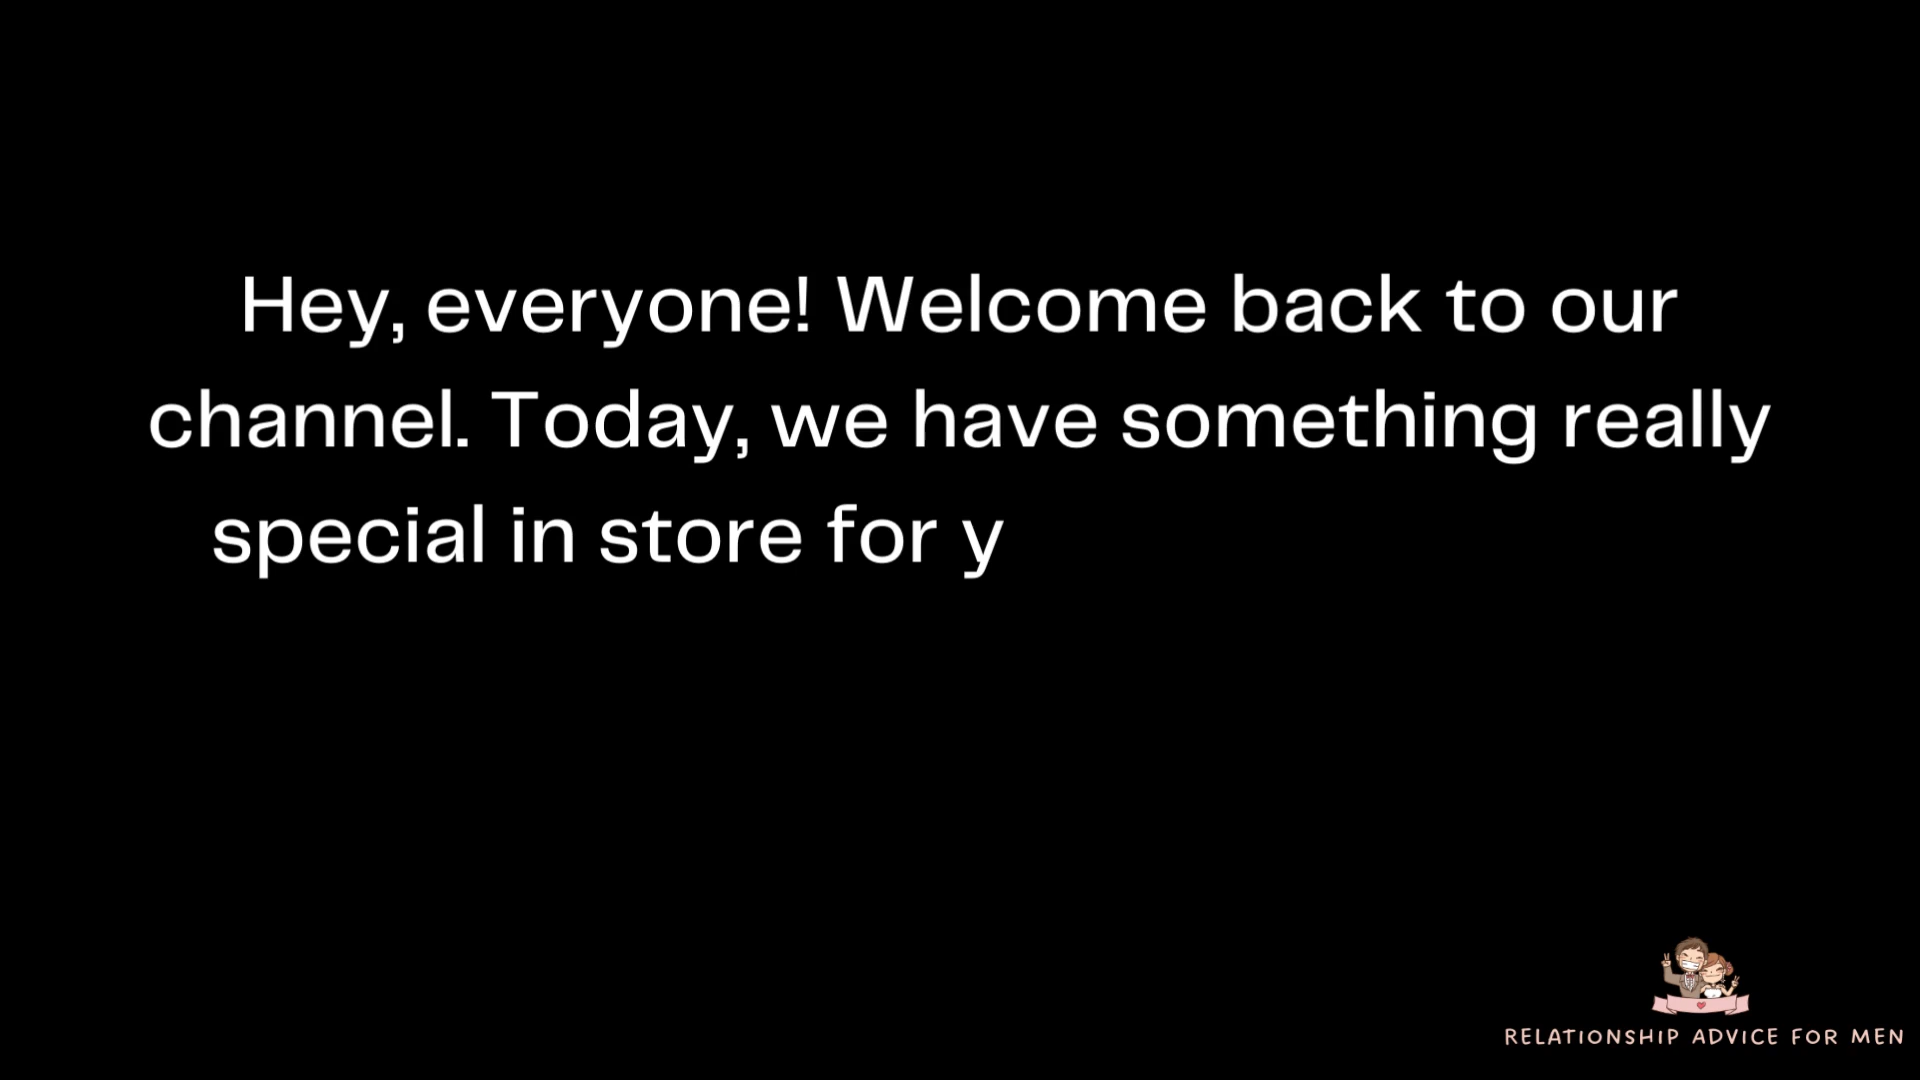 Hey, everyone! Welcome back to our
channel. Today, we have something really
special in store for y
RELATIONSHIP ADVICE FOR MEN